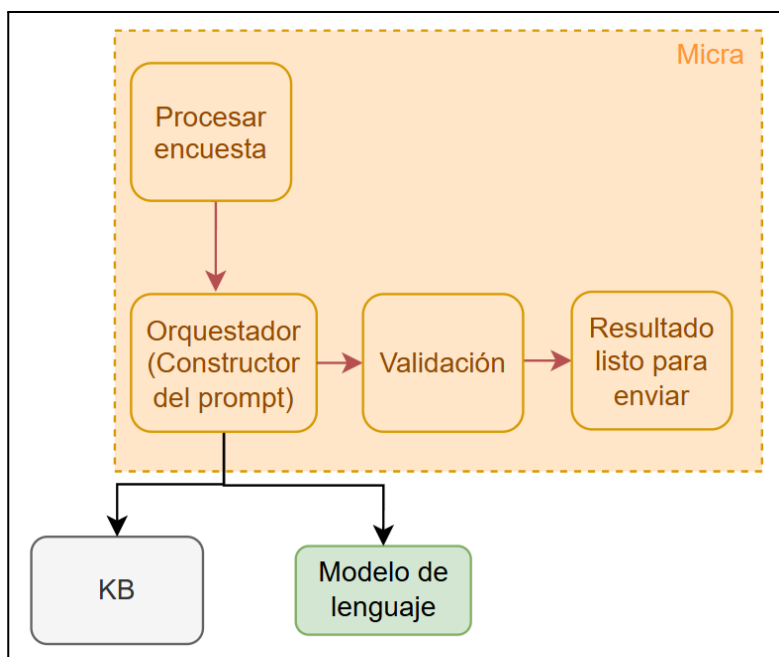 Micra
Procesar
encuesta
Orquestador
(Constructor
del prompt)
Validación
Resultado
listo para
enviar
KB
Modelo de
lenguaje